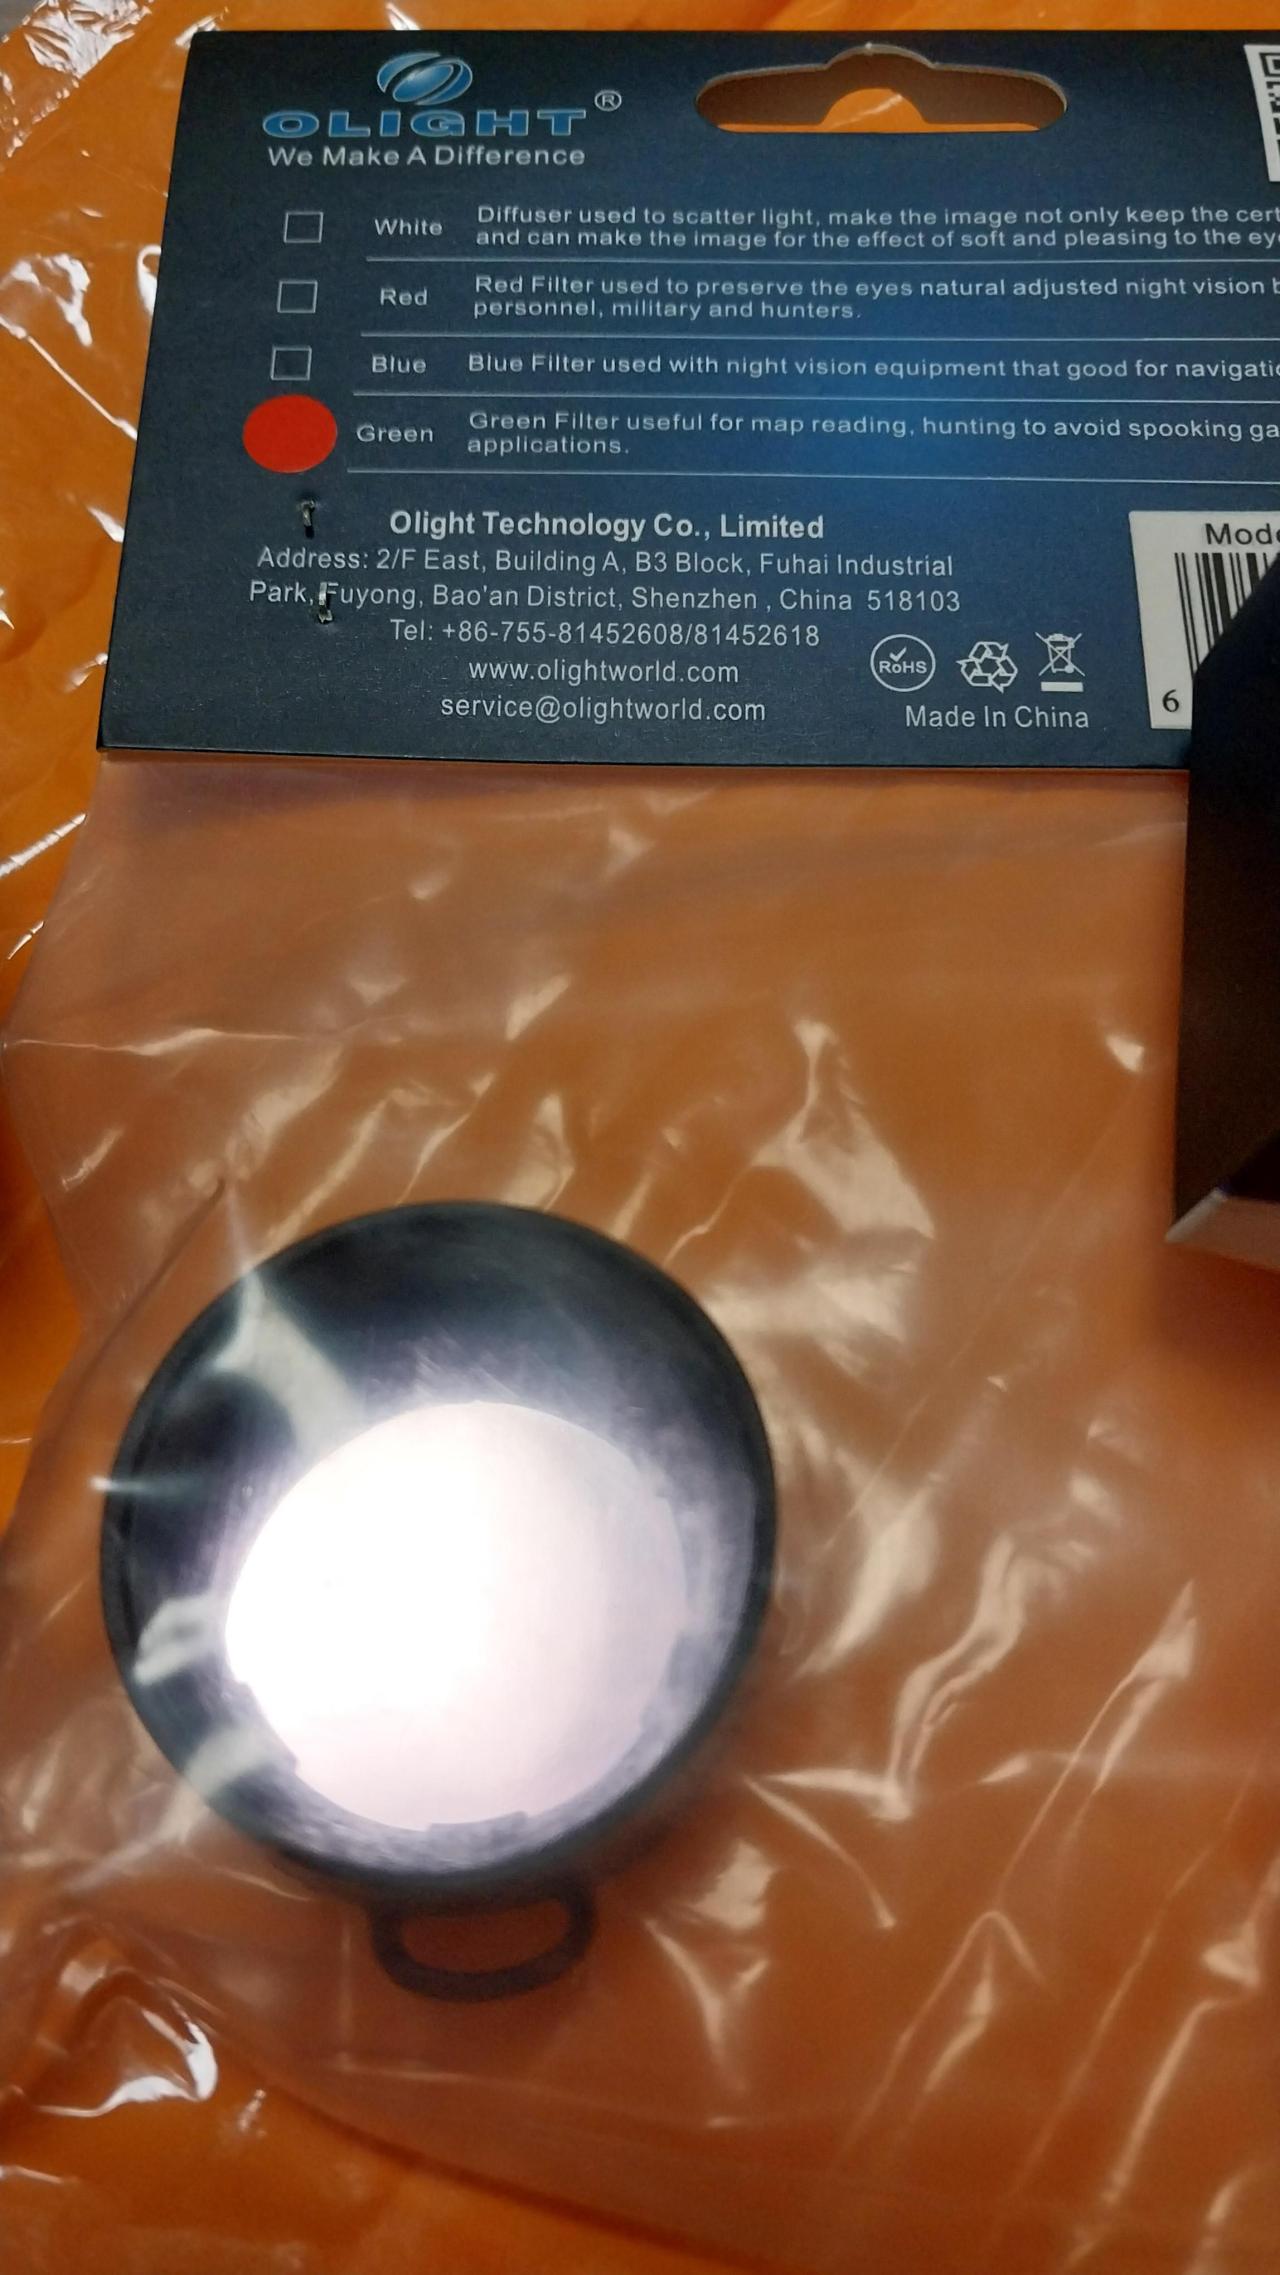 OLIGHT®
We Make A Difference
White
Diffuser used to scatter light, make the image not only keep the
and can make the image for the effect of soft and pleasing to the
Red
Red Filter used to preserve the eyes natural adjusted night vision
personnel, military and hunters.
Blue
Blue Filter used with night vision equipment that good for
Green
Green Filter useful for map reading, hunting to avoid spooking
applications.
Olight Technology Co., Limited
Address: 2/F East, Building A, B3 Block, Fuhai Industrial
Park, Fuyong, Bao'an District, Shenzhen , China 518103
Tel: +86-755-81452608/81452618
www.olightworld.com
service@olightworld.com
RoHS
Made In China
6